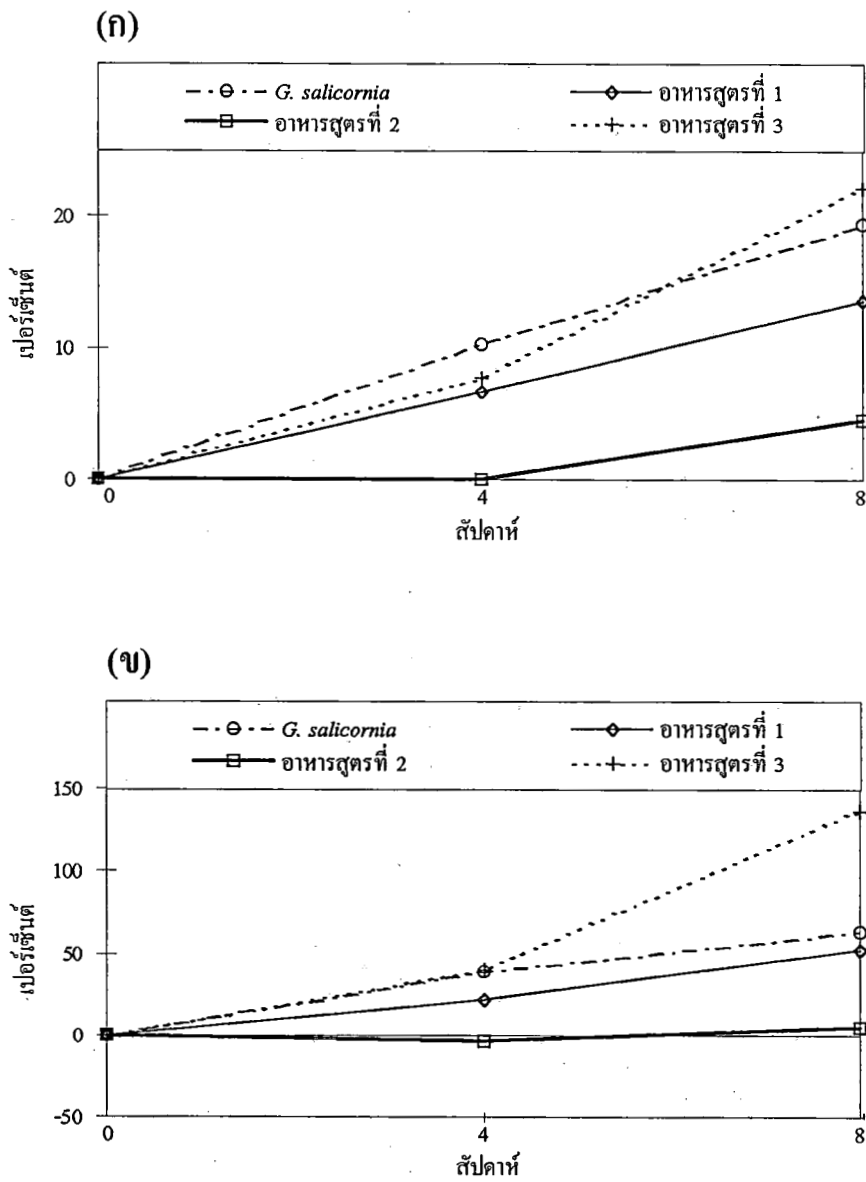 (ก)
G. salicornia
อาหารสูตรที่ 1
อาหารสูตรที่ 2
อาหารสูตรที่ 3
20
10
0
เปอร์เซ็นต์
0 4 8
สัปดาห์
(ข)
G. salicornia
อาหารสูตรที่ 1
อาหารสูตรที่ 2
อาหารสูตรที่ 3
150
100
50
0
-50
เปอร์เซ็นต์
0 4 8
สัปดาห์